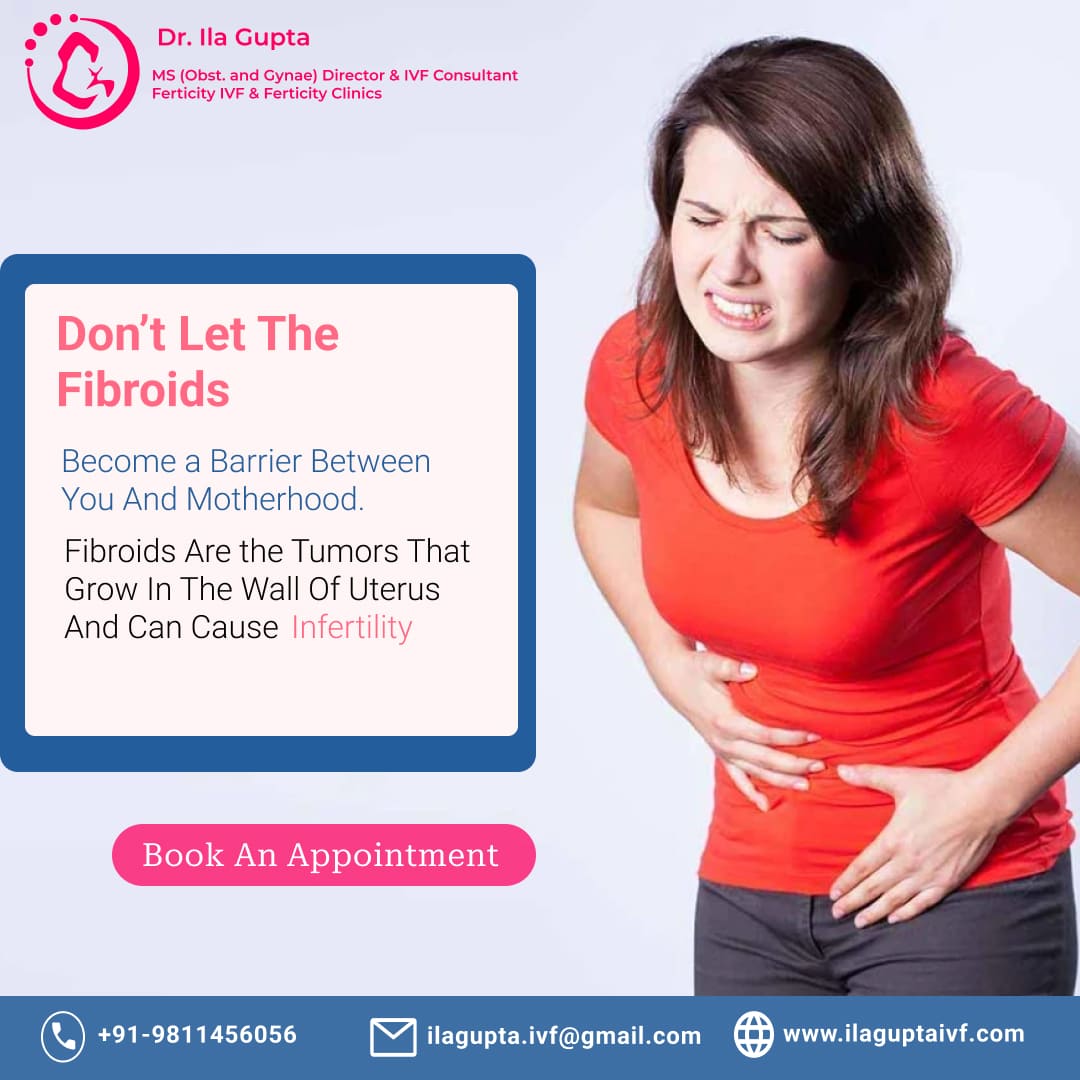 Dr. Ila Gupta
MS (Obst. and Gynae) Director & IVF Consultant
Ferticity IVF & Ferticity Clinics
Don’t Let The
Fibroids
Become a Barrier Between
You And Motherhood.
Fibroids Are the Tumors That
Grow In The Wall Of Uterus
And Can Cause Infertility
Book An Appointment
+91-9811456056
ilagupta.ivf@gmail.com
www.ilaguptaivf.com